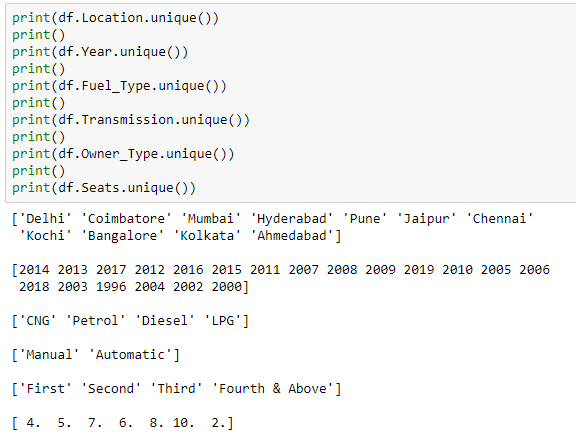 print(df.Location.unique())
print()
print(df.Year.unique())
print()
print(df.Fuel_Type.unique())
print()
print(df.Transmission.unique())
print()
print(df.Owner_Type.unique())
print()
print(df.Seats.unique())
['Delhi' 'Coimbatore' 'Mumbai' 'Hyderabad' 'Pune' 'Jaipur' 'Chennai'
 'Kochi' 'Bangalore' 'Kolkata' 'Ahmedabad']
[2014 2013 2017 2012 2016 2015 2011 2007 2008 2009 2019 2010 2005 2006
 2018 2003 1996 2004 2002 2000]
['CNG' 'Petrol' 'Diesel' 'LPG']
['Manual' 'Automatic']
['First' 'Second' 'Third' 'Fourth & Above']
[ 4.  5.  7.  6.  8. 10.  2.]